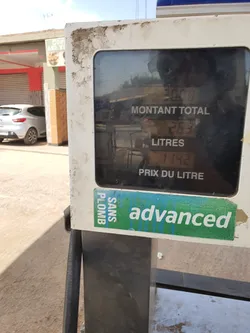 MONTANT TOTAL
LITRES
PRIX DU LITRE
SANS
PLOMB
advanced